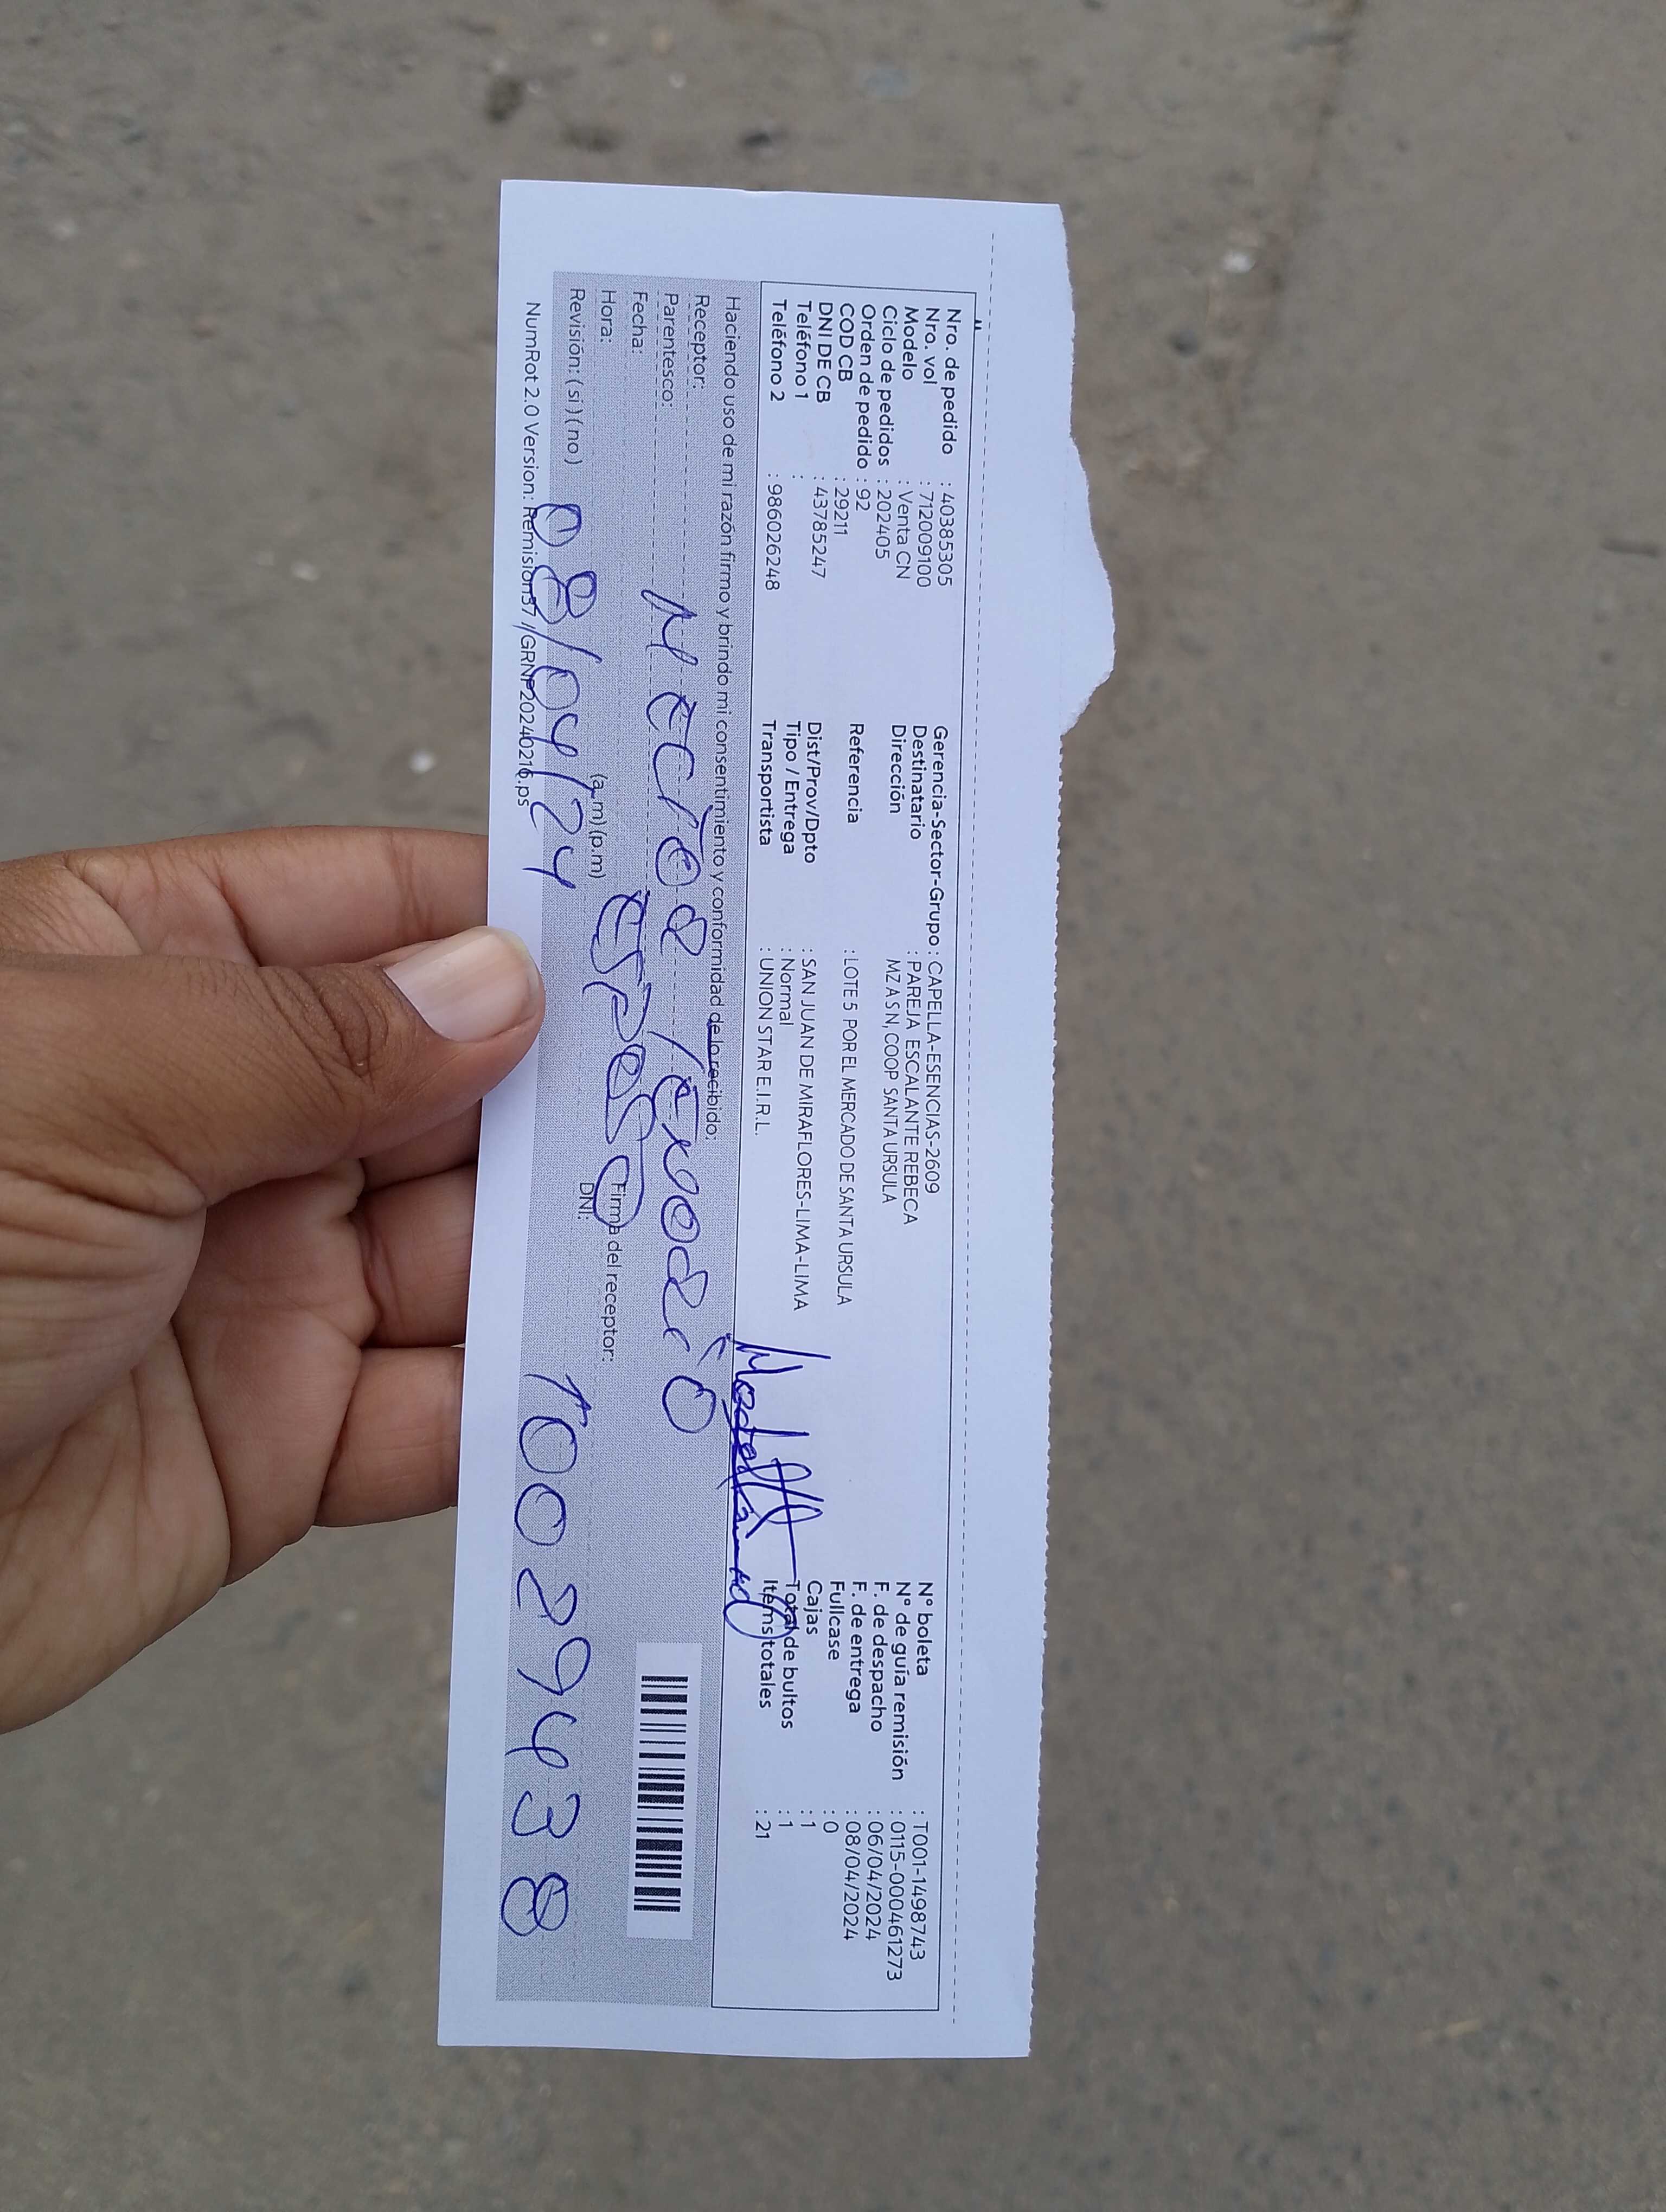 Nro. de pedido : 40385305
Nro. vol : 712009100
Modelo : Venta CN
Ciclo de pedidos : 202405
Orden de pedido : 92
COD CB : 29211
DNI DE CB : 43785247
Teléfono 1 :
Teléfono 2 : 986026248
Gerencia-Sector-Grupo : CAPELLA-ESENCIAS-2609
Destinatario : PAREJA ESCALANTE REBECA
Dirección MZ A S N, COOP SANTA URSULA
Referencia : LOTE 5 POR EL MERCADO DE SANTA URSULA
Dist/Prov/Dpto : SAN JUAN DE MIRAFLORES-LIMA-LIMA
Tipo / Entrega : Normal
Transportista : UNION STAR E.I.R.L.
N° boleta : T001-1498743
N° de guía remisión : 0115-000461273
F. de despacho : 06/04/2024
F. de entrega : 08/04/2024
Fullcase : 0
Cajas : 1
Total de bultos : 1
Items totales : 21
Haciendo uso de mi razón firmo y brindo mi consentimiento y conformidad de lo recibido:
Receptor:
Parentesco:
Fecha:
Hora: (a.m) (p.m) Firma del receptor:
Revisión: ( si ) ( no ) DNI:
08/04/24 10029438
NumRot 2.0 Version: Remision37 // GRNP20240216.ps